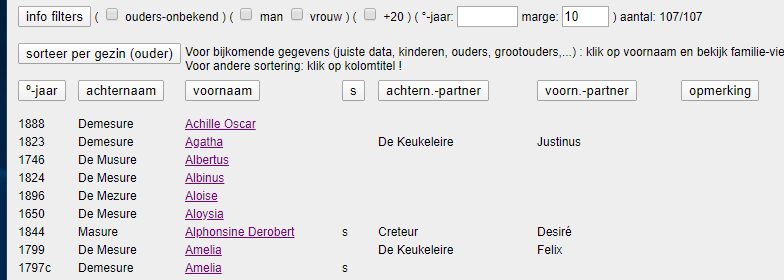 info filters ( ouders-onbekend ) ( man vrouw ) ( +20 ) ( °-jaar: marge: 10 ) aantal: 107/107
sorteer per gezin (ouder) Voor bijkomende gegevens (juiste data, kinderen, ouders, grootouders,...) : klik op voornaam en bekijk familie-vie
Voor andere sortering: klik op kolomtitel !
°-jaar achternaam voornaam s achtern.-partner voorn.-partner opmerking
1888 Demesure Achille Oscar
1823 Demesure Agatha De Keukeleire Justinus
1746 De Musure Albertus
1824 De Mesure Albinus
1896 De Mezure Aloise
1650 De Mesure Aloysia
1844 Masure Alphonsine Derobert s Creteur Desiré
1799 De Mesure Amelia De Keukeleire Felix
1797c Demesure Amelia s